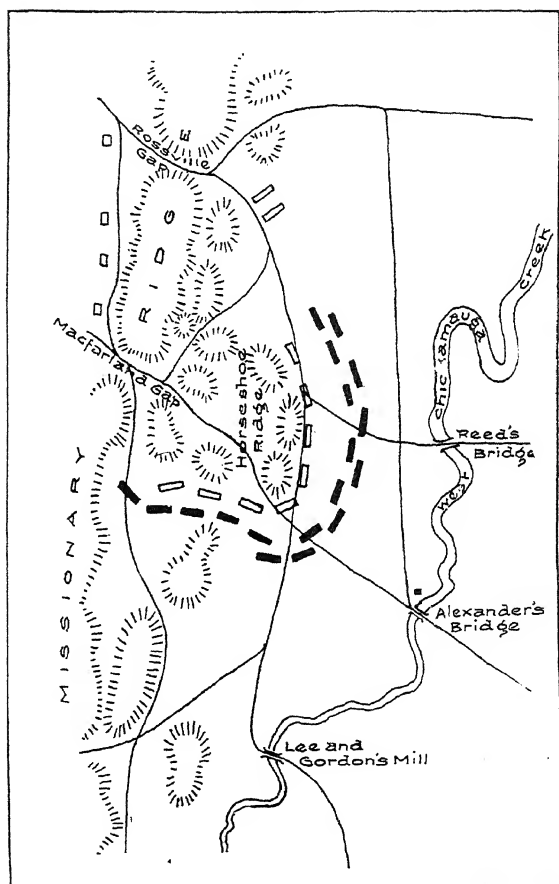 Rossville
Gap
MISSIONARY
RIDGE
Macfarland Gap
Horseshoe
Ridge
West
Chickamauga
Creek
Reed's
Bridge
Alexander's
Bridge
Lee and
Gordon's Mill